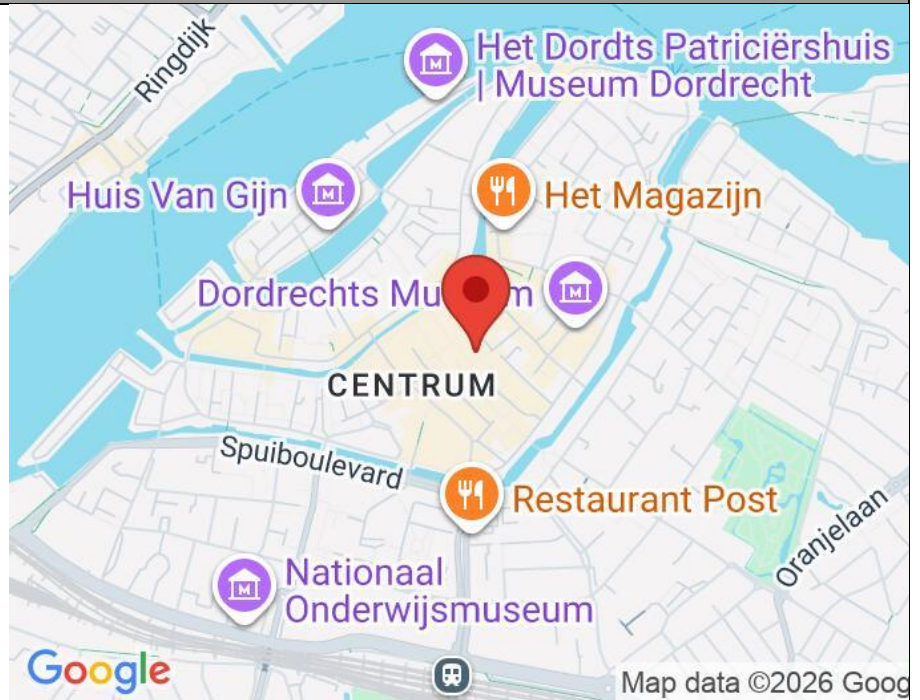 Ringdijk
Het Dordts Patriciërshuis
| Museum Dordrecht
Huis Van Gijn
Het Magazijn
Dordrechts Mu m
CENTRUM
Spuiboulevard
Restaurant Post
Oranjelaan
Nationaal
Onderwijsmuseum
Google
Map data ©2026 Goog